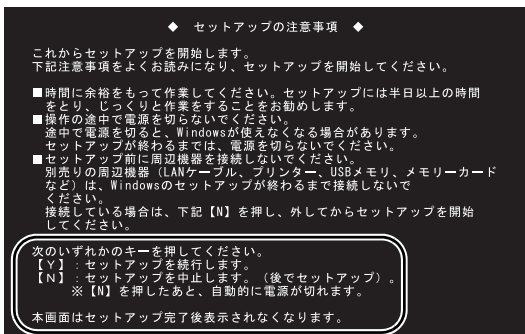 ◆ セットアップの注意事項 ◆
これからセットアップを開始します。
下記注意事項をよくお読みになり、セットアップを開始してください。
■時間に余裕をもって作業してください。セットアップには半日以上の時間
をとり、じっくりと作業をすることをお勧めします。
■操作の途中で電源を切らないでください。
途中で電源を切ると、Windowsが使えなくなる場合があります。
セットアップが終わるまでは、電源を切らないでください。
■セットアップ前に周辺機器を接続しないでください。
別売りの周辺機器（LANケーブル、プリンター、USBメモリ、メモリーカード
など）は、Windowsのセットアップが終わるまで接続しないで
ください。
接続している場合は、下記【N】を押し、外してからセットアップを開始
してください。
次のいずれかのキーを押してください。
【Y】：セットアップを続行します。
【N】：セットアップを中止します。（後でセットアップ）。
※【N】を押したあと、自動的に電源が切れます。
本画面はセットアップ完了後表示されなくなります。